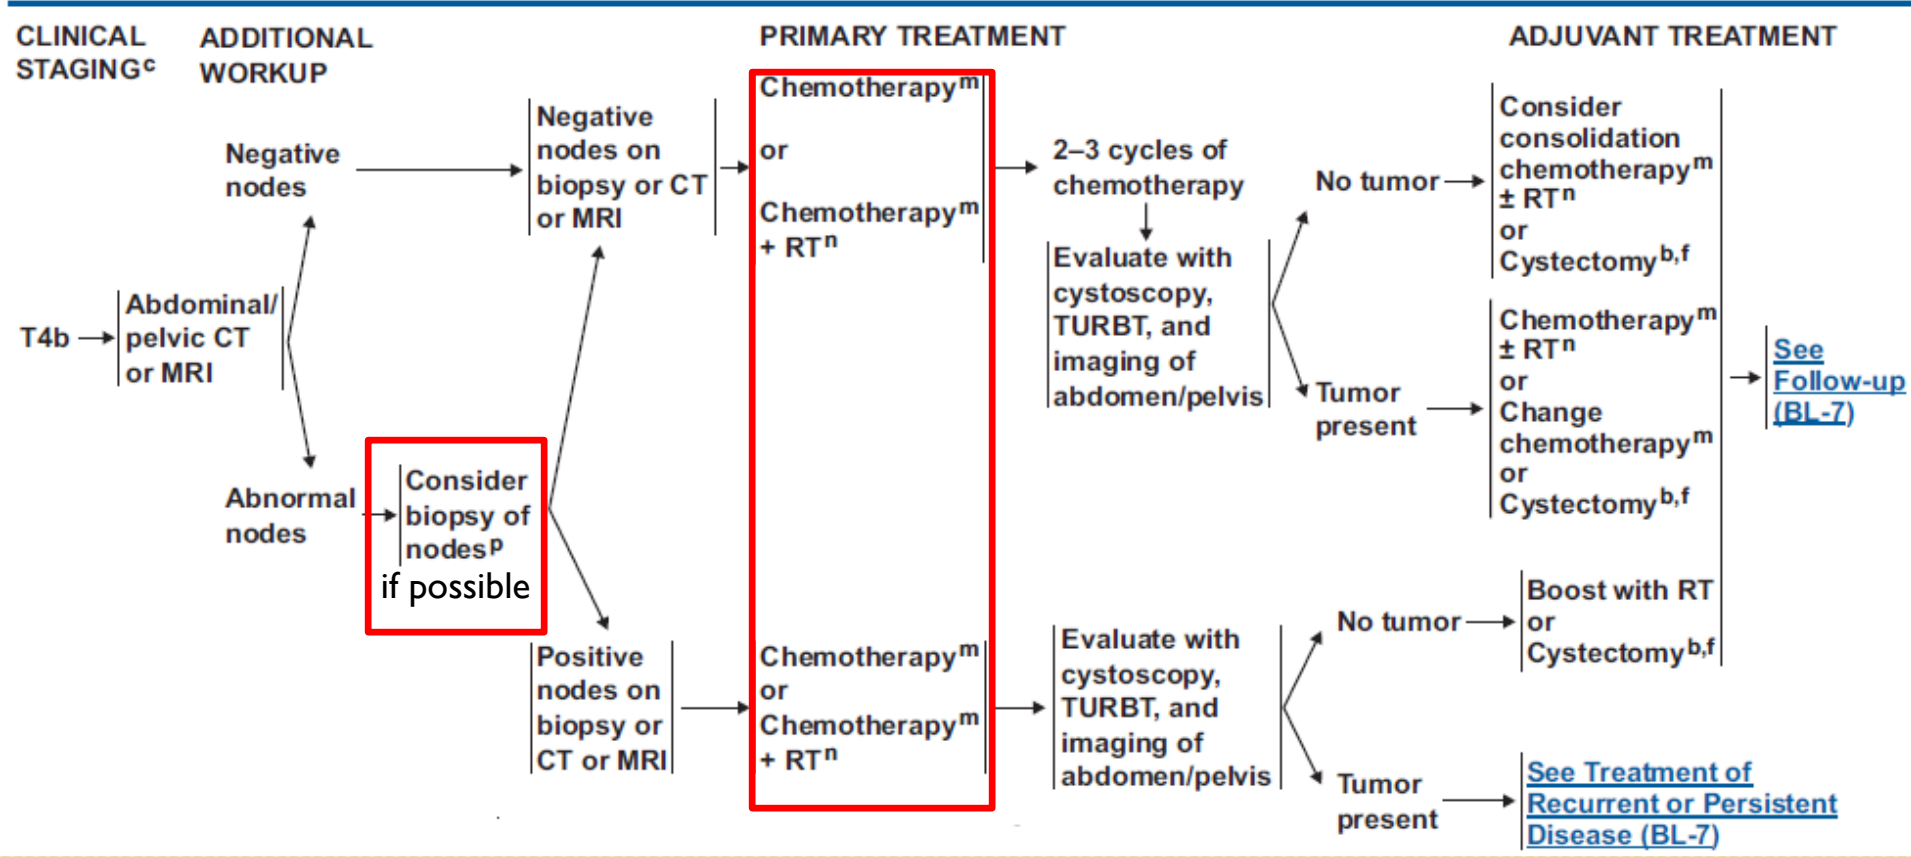 CLINICAL
STAGINGᶜ
ADDITIONAL
WORKUP
PRIMARY TREATMENT
ADJUVANT TREATMENT
T4b
Abdominal/
pelvic CT
or MRI
Negative
nodes
Abnormal
nodes
Consider
biopsy of
nodesᵖ
if possible
Negative
nodes on
biopsy or CT
or MRI
Positive
nodes on
biopsy or
CT or MRI
Chemotherapyᵐ
or
Chemotherapyᵐ
+ RTⁿ
Chemotherapyᵐ
or
Chemotherapyᵐ
+ RTⁿ
2–3 cycles of
chemotherapy
Evaluate with
cystoscopy,
TURBT, and
imaging of
abdomen/pelvis
No tumor
Tumor
present
Consider
consolidation
chemotherapyᵐ
± RTⁿ
or
Cystectomyᵇ,ᶠ
Chemotherapyᵐ
± RTⁿ
or
Change
chemotherapyᵐ
or
Cystectomyᵇ,ᶠ
See
Follow-up
(BL-7)
Evaluate with
cystoscopy,
TURBT, and
imaging of
abdomen/pelvis
No tumor
Tumor
present
Boost with RT
or
Cystectomyᵇ,ᶠ
See Treatment of
Recurrent or Persistent
Disease (BL-7)